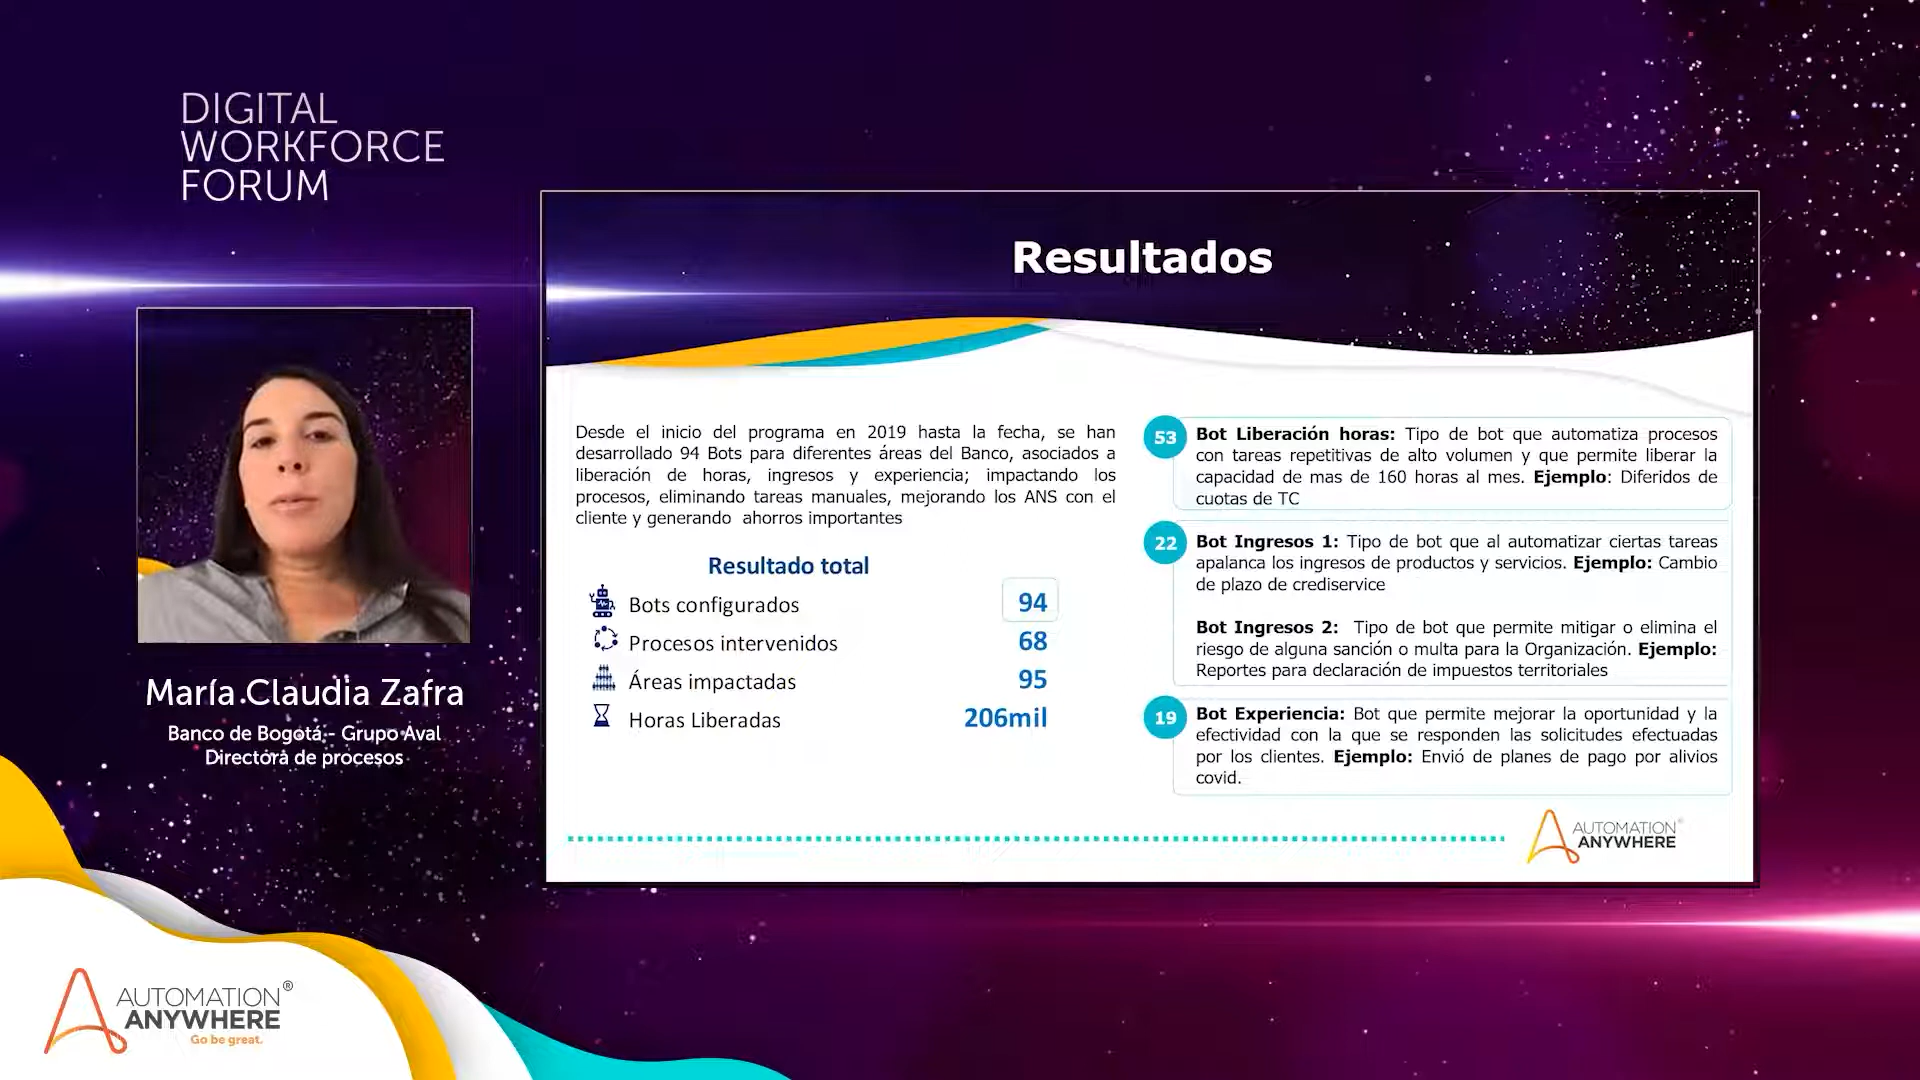 DIGITAL
WORKFORCE
FORUM
María Claudia Zafra
Banco de Bogotá - Grupo Aval
Directora de procesos
Resultados
Desde el inicio del programa en 2019 hasta la fecha, se han
desarrollado 94 Bots para diferentes áreas del Banco, asociados a
liberación de horas, ingresos y experiencia; impactando los
procesos, eliminando tareas manuales, mejorando los ANS con el
cliente y generando ahorros importantes
Resultado total
Bots configurados 94
Procesos intervenidos 68
Áreas impactadas 95
Horas Liberadas 206mil
53
Bot Liberación horas: Tipo de bot que automatiza procesos
con tareas repetitivas de alto volumen y que permite liberar la
capacidad de mas de 160 horas al mes. Ejemplo: Diferidos de
cuotas de TC
22
Bot Ingresos 1: Tipo de bot que al automatizar ciertas tareas
apalanca los ingresos de productos y servicios. Ejemplo: Cambio
de plazo de crediservice
Bot Ingresos 2: Tipo de bot que permite mitigar o elimina el
riesgo de alguna sanción o multa para la Organización. Ejemplo:
Reportes para declaración de impuestos territoriales
19
Bot Experiencia: Bot que permite mejorar la oportunidad y la
efectividad con la que se responden las solicitudes efectuadas
por los clientes. Ejemplo: Envió de planes de pago por alivios
covid.
AUTOMATION
ANYWHERE
AUTOMATION®
ANYWHERE
Go be great.